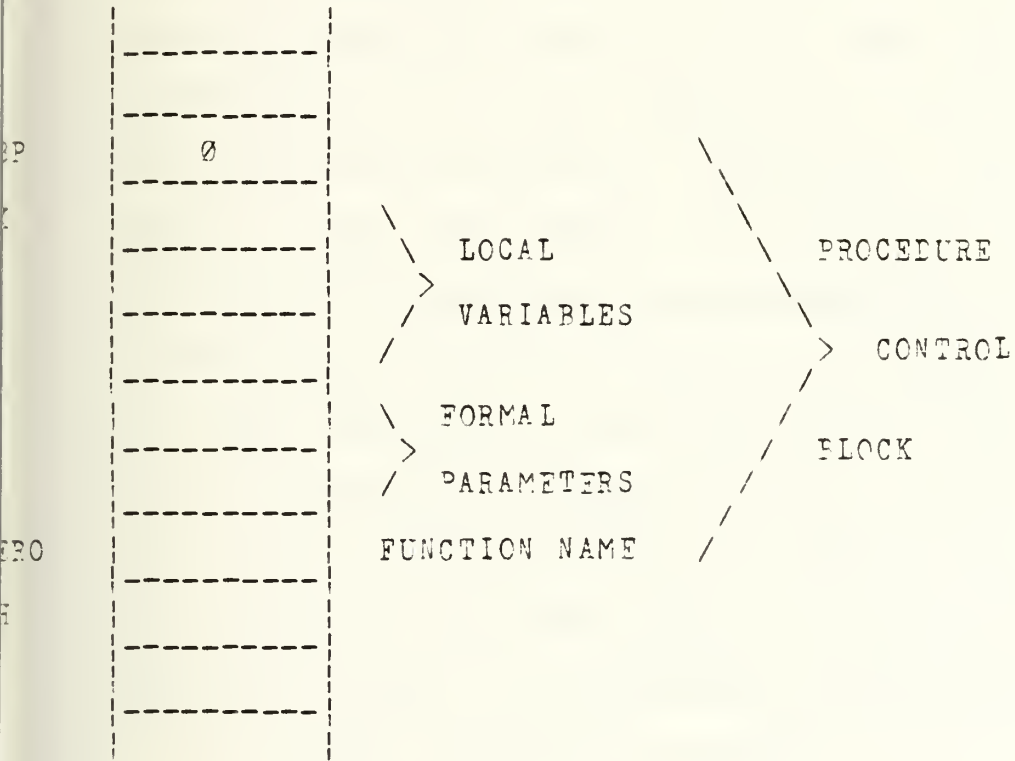 Ø
LOCAL PROCEDURE
VARIABLES
CONTROL
FORMAL
BLOCK
PARAMETERS
FUNCTION NAME